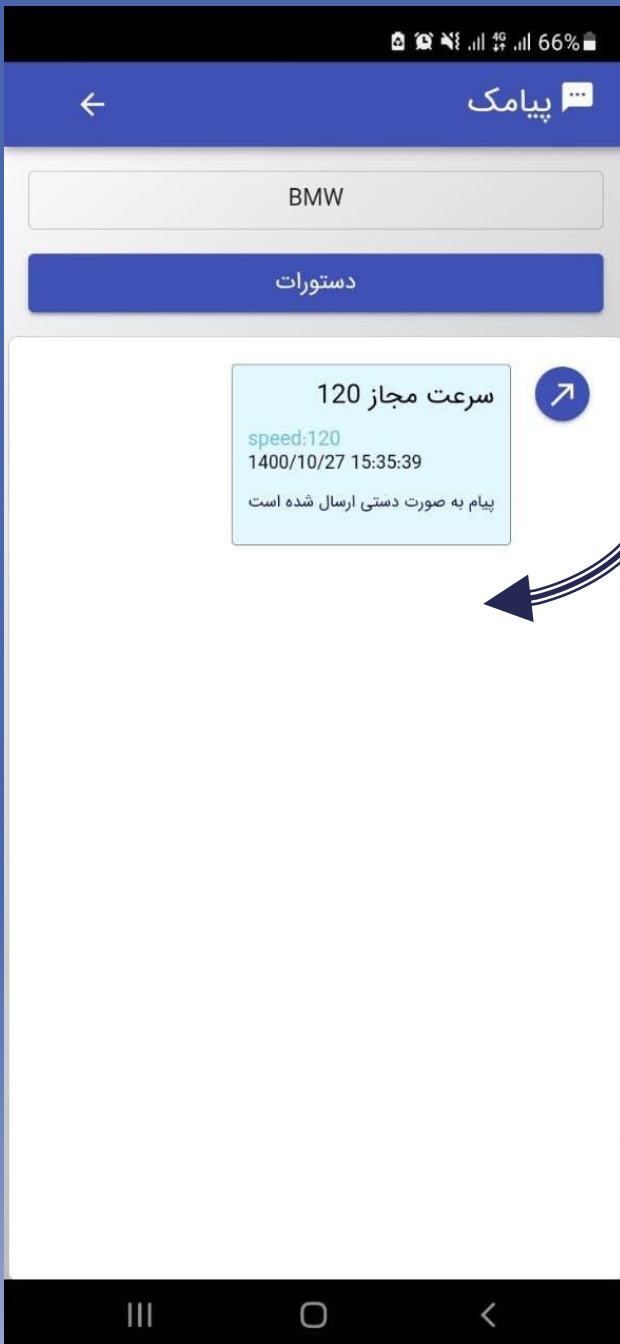 66%
4G
پیامک
BMW
دستورات
سرعت مجاز 120
speed:120
1400/10/27 15:35:39
پیام به صورت دستی ارسال شده است